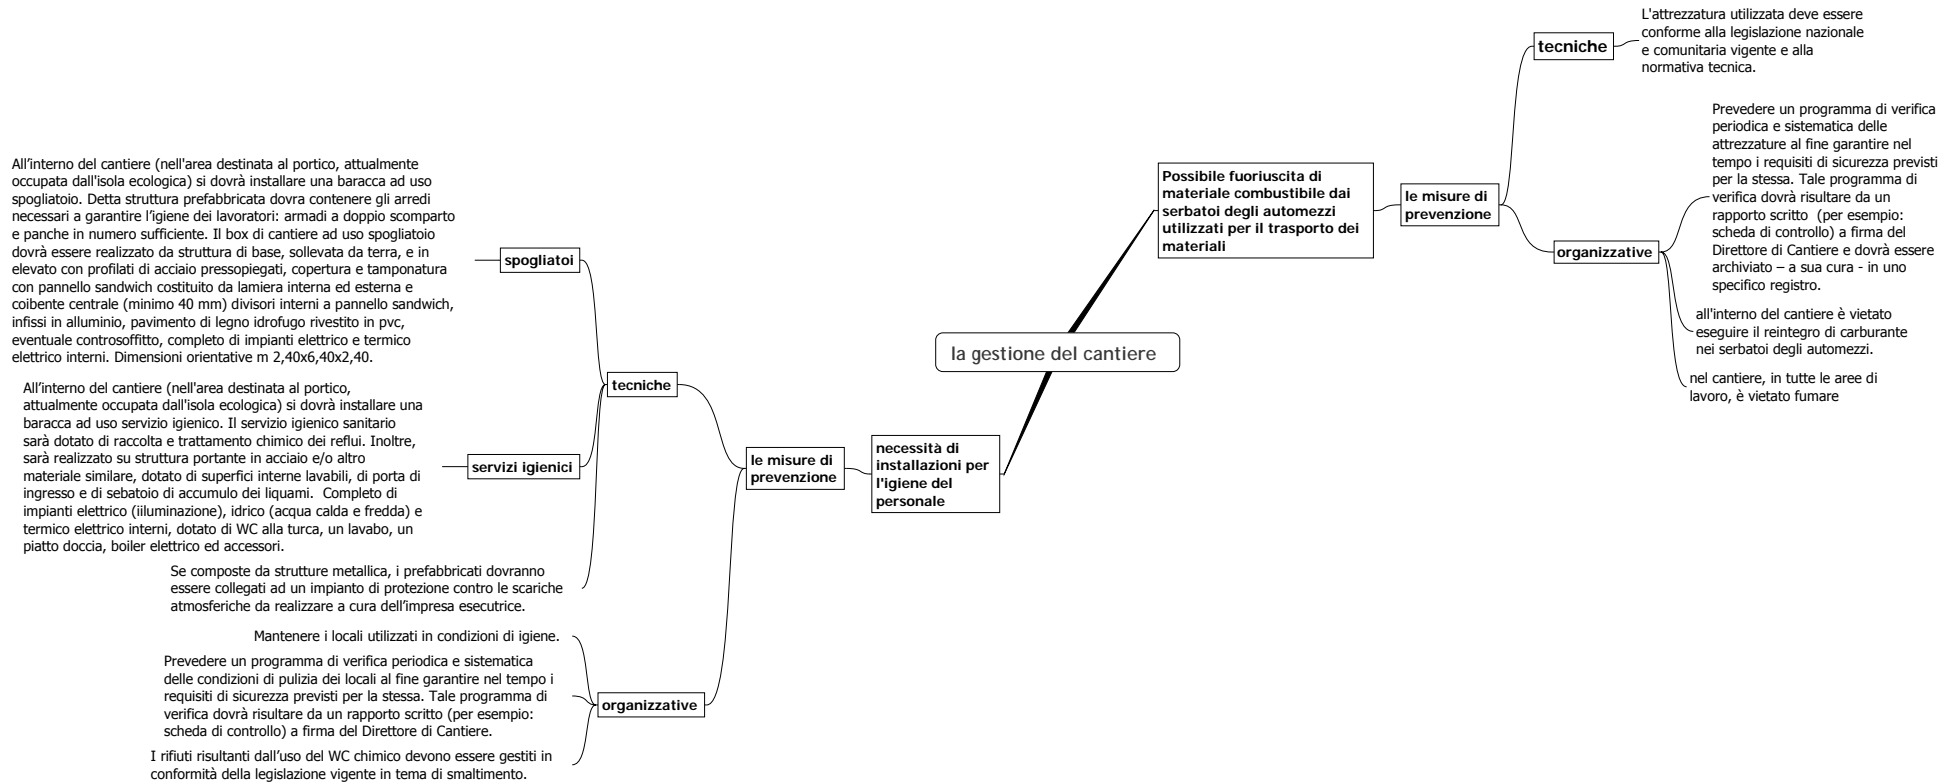 la gestione del cantiere
Possibile fuoriuscita di
materiale combustibile dai
serbatoi degli automezzi
utilizzati per il trasporto dei
materiali
le misure di
prevenzione
tecniche
L'attrezzatura utilizzata deve essere
conforme alla legislazione nazionale
e comunitaria vigente e alla
normativa tecnica.
organizzative
Prevedere un programma di verifica
periodica e sistematica delle
attrezzature al fine garantire nel
tempo i requisiti di sicurezza previsti
per la stessa. Tale programma di
verifica dovrà risultare da un
rapporto scritto  (per esempio:
scheda di controllo) a firma del
Direttore di Cantiere e dovrà essere
archiviato – a sua cura - in uno
specifico registro.
all'interno del cantiere è vietato
eseguire il reintegro di carburante
nei serbatoi degli automezzi.
nel cantiere, in tutte le aree di
lavoro, è vietato fumare
necessità di
installazioni per
l'igiene del
personale
le misure di
prevenzione
tecniche
spogliatoi
All’interno del cantiere (nell'area destinata al portico, attualmente
occupata dall'isola ecologica) si dovrà installare una baracca ad uso
spogliatoio. Detta struttura prefabbricata dovra contenere gli arredi
necessari a garantire l’igiene dei lavoratori: armadi a doppio scomparto
e panche in numero sufficiente. Il box di cantiere ad uso spogliatoio
dovrà essere realizzato da struttura di base, sollevata da terra, e in
elevato con profilati di acciaio pressopiegati, copertura e tamponatura
con pannello sandwich costituito da lamiera interna ed esterna e
coibente centrale (minimo 40 mm) divisori interni a pannello sandwich,
infissi in alluminio, pavimento di legno idrofugo rivestito in pvc,
eventuale controsoffitto, completo di impianti elettrico e termico
elettrico interni. Dimensioni orientative m 2,40x6,40x2,40.
servizi igienici
All’interno del cantiere (nell'area destinata al portico,
attualmente occupata dall'isola ecologica) si dovrà installare una
baracca ad uso servizio igienico. Il servizio igienico sanitario
sarà dotato di raccolta e trattamento chimico dei reflui. Inoltre,
sarà realizzato su struttura portante in acciaio e/o altro
materiale similare, dotato di superfici interne lavabili, di porta di
ingresso e di sebatoio di accumulo dei liquami.  Completo di
impianti elettrico (iiluminazione), idrico (acqua calda e fredda) e
termico elettrico interni, dotato di WC alla turca, un lavabo, un
piatto doccia, boiler elettrico ed accessori.
Se composte da strutture metallica, i prefabbricati dovranno
essere collegati ad un impianto di protezione contro le scariche
atmosferiche da realizzare a cura dell’impresa esecutrice.
organizzative
Mantenere i locali utilizzati in condizioni di igiene.
Prevedere un programma di verifica periodica e sistematica
delle condizioni di pulizia dei locali al fine garantire nel tempo i
requisiti di sicurezza previsti per la stessa. Tale programma di
verifica dovrà risultare da un rapporto scritto (per esempio:
scheda di controllo) a firma del Direttore di Cantiere.
I rifiuti risultanti dall’uso del WC chimico devono essere gestiti in
conformità della legislazione vigente in tema di smaltimento.